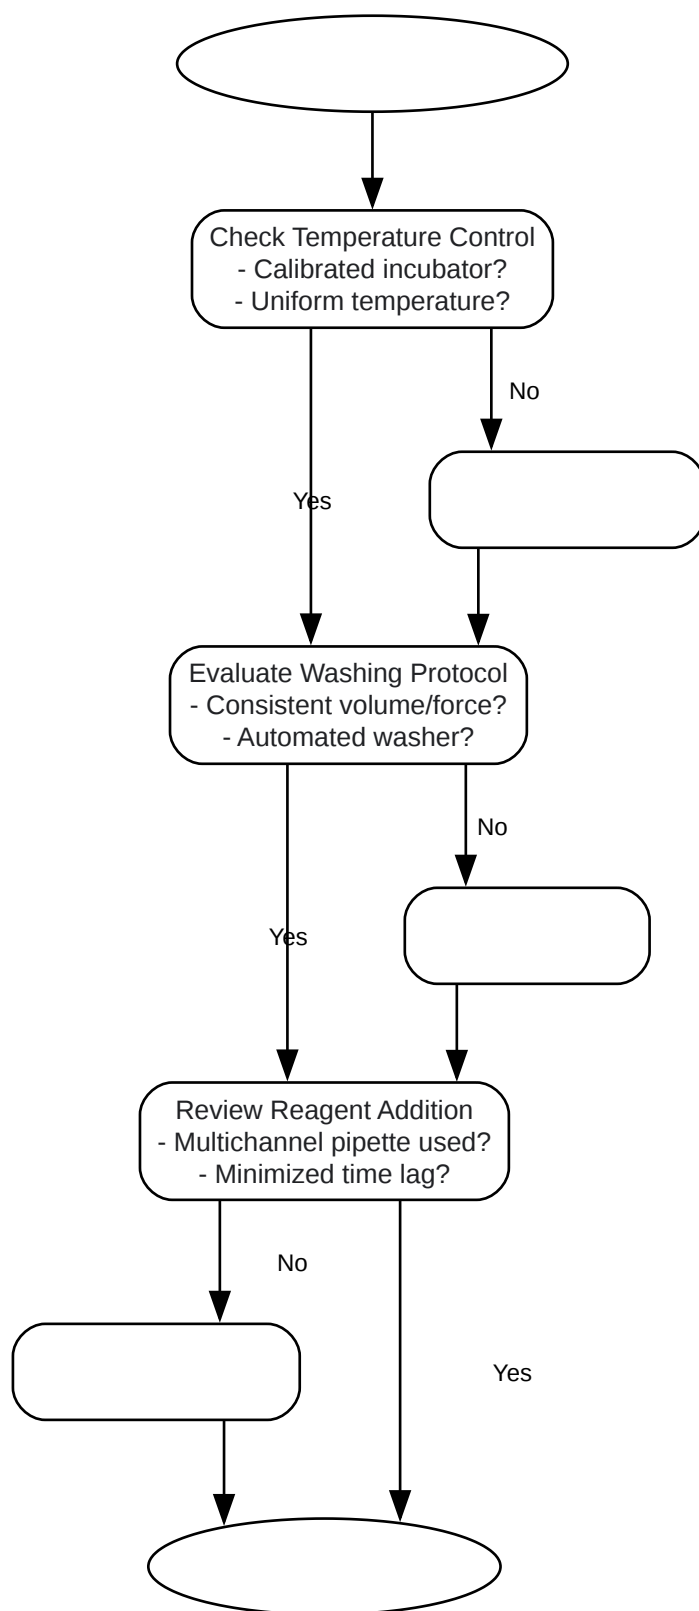 Check Temperature Control
- Calibrated incubator?
- Uniform temperature?
No
Yes
Evaluate Washing Protocol
- Consistent volume/force?
- Automated washer?
No
Yes
Review Reagent Addition
- Multichannel pipette used?
- Minimized time lag?
No
Yes